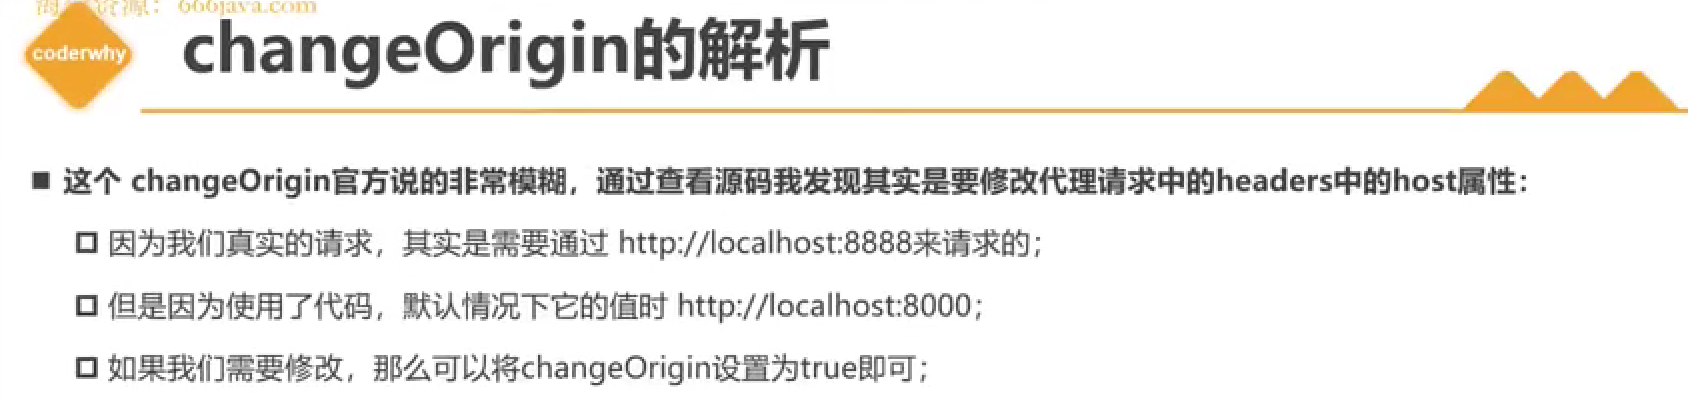 资源：666java.com
coderwhy
changeOrigin的解析
■ 这个 changeOrigin官方说的非常模糊，通过查看源码我发现其实是要修改代理请求中的headers中的host属性：
因为我们真实的请求，其实是需要通过 http://localhost:8888来请求的；
但是因为使用了代码，默认情况下它的值时 http://localhost:8000；
如果我们需要修改，那么可以将changeOrigin设置为true即可；